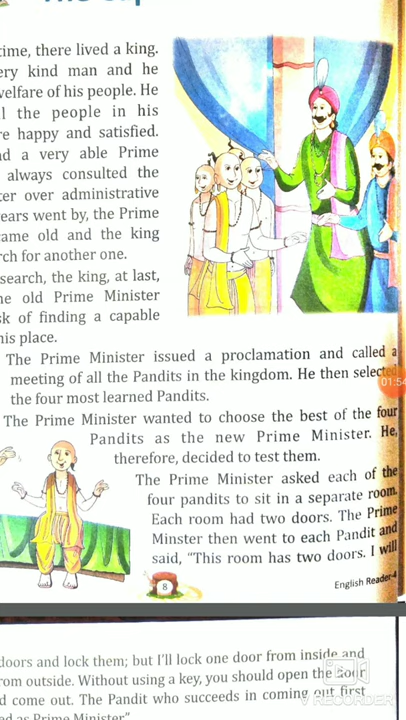 time, there lived a king.
ery kind man and he
welfare of his people. He
l the people in his
re happy and satisfied.
d a very able Prime
always consulted the
ter over administrative
ears went by, the Prime
ame old and the king
rch for another one.
search, the king, at last,
he old Prime Minister
sk of finding a capable
his place.
The Prime Minister issued a proclamation and called a
meeting of all the Pandits in the kingdom. He then selected
the four most learned Pandits.
The Prime Minister wanted to choose the best of the four
Pandits as the new Prime Minister. He,
therefore, decided to test them.
The Prime Minister asked each of the
four pandits to sit in a separate room.
Each room had two doors. The Prime
Minster then went to each Pandit and
said, “This room has two doors. I will
8
English Reader-4
01:54
doors and lock them; but I'll lock one door from inside and
rom outside. Without using a key, you should open the door
d come out. The Pandit who succeeds in coming out first
ed as Prime Minister”
V RECORDER